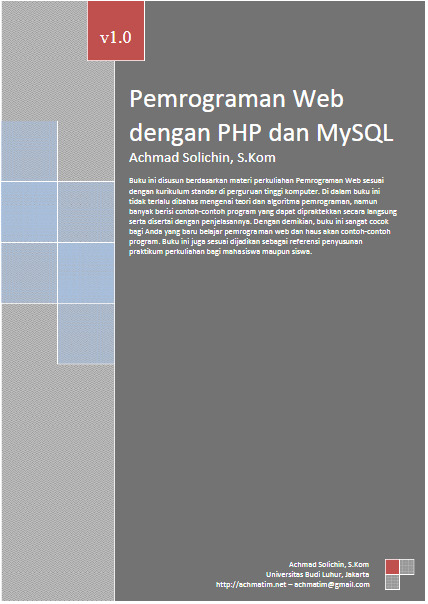 v1.0
Pemrograman Web
dengan PHP dan MySQL
Achmad Solichin, S.Kom
Buku ini disusun berdasarkan materi perkuliahan Pemrograman Web sesuai
dengan kurikulum standar di perguruan tinggi komputer. Di dalam buku ini
tidak terlalu dibahas mengenai teori dan algoritma pemrograman, namun
banyak berisi contoh-contoh program yang dapat dipraktekkan secara langsung
serta disertai dengan penjelasannya. Dengan demikian, buku ini sangat cocok
bagi Anda yang baru belajar pemrograman web dan haus akan contoh-contoh
program. Buku ini juga sesuai dijadikan sebagai referensi penyusunan
praktikum perkuliahan bagi mahasiswa maupun siswa.
Achmad Solichin, S.Kom
Universitas Budi Luhur, Jakarta
http://achmatim.net – achmatim@gmail.com